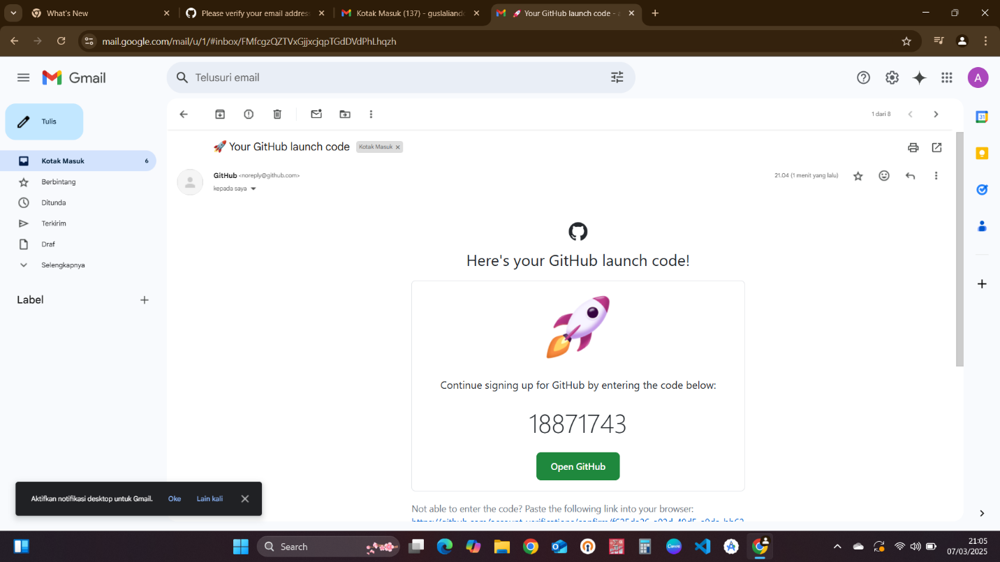 What's New
Please verify your email address
Kotak Masuk (137) - guslaliand
🚀 Your GitHub launch code - a
mail.google.com/mail/u/1/#inbox/FMfcgzQZTVxGjjxcjqpTGdDVdPhLhqzh
Gmail
Telusuri email
A
Tulis
1 dari 8
31
🚀 Your GitHub launch code
Kotak Masuk
Kotak Masuk 6
GitHub <noreply@github.com>
21.04 (1 menit yang lalu)
kepada saya
Berbintang
Ditunda
Terkirim
Draf
Selengkapnya
Label
Here's your GitHub launch code!
Continue signing up for GitHub by entering the code below:
18871743
Open GitHub
Aktifkan notifikasi desktop untuk Gmail. Oke Lain kali
Not able to enter the code? Paste the following link into your browser:
Search
Canva
21:05
07/03/2025